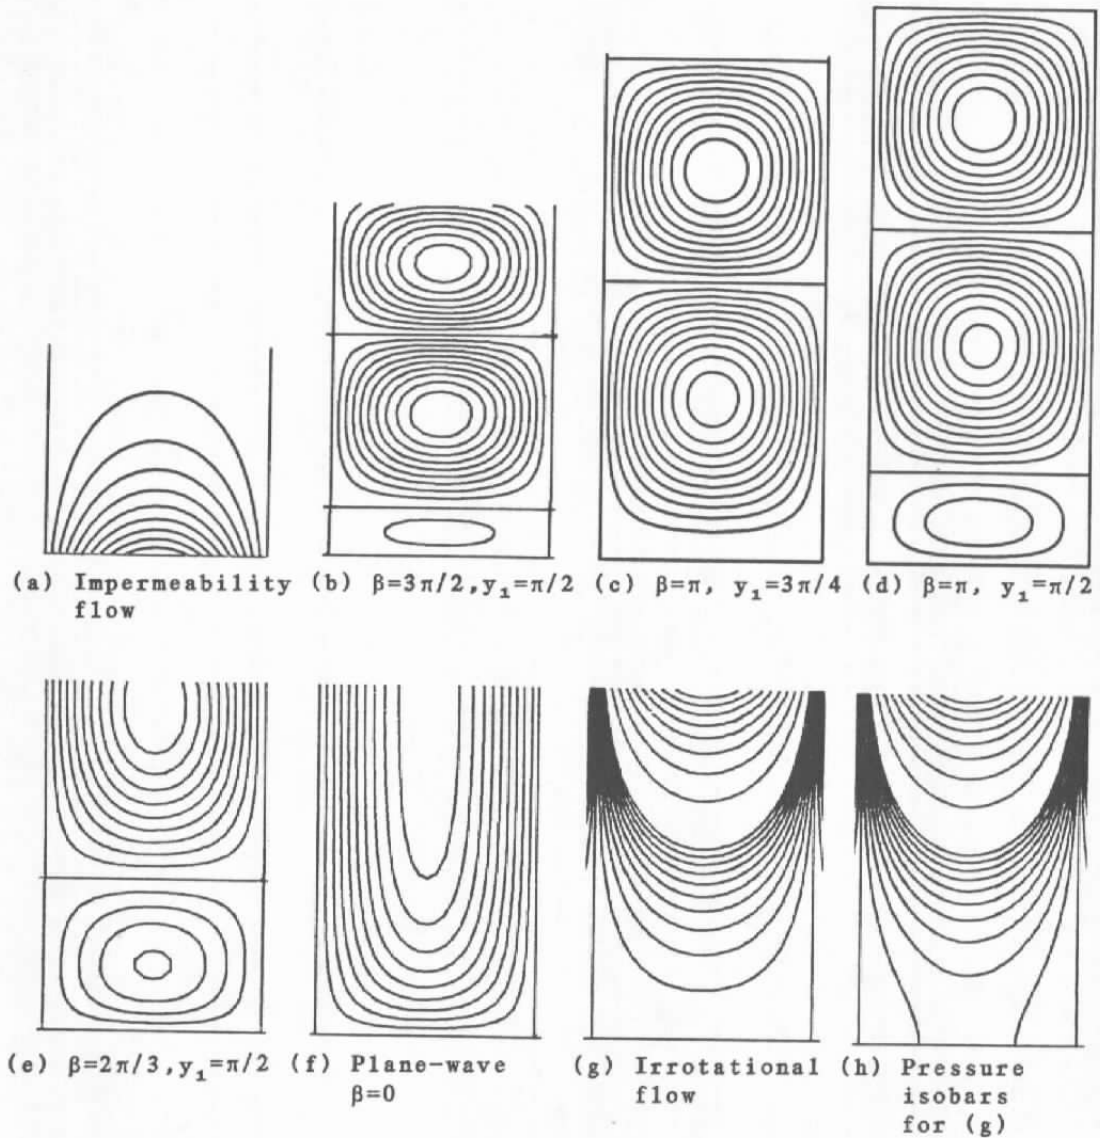 (a) Impermeability flow
(b) β=3π/2, y₁=π/2
(c) β=π, y₁=3π/4
(d) β=π, y₁=π/2
(e) β=2π/3, y₁=π/2
(f) Plane-wave
β=0
(g) Irrotational
flow
(h) Pressure
isobars
for (g)